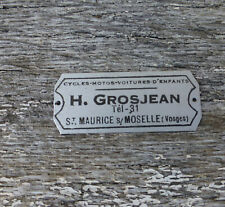 CYCLES-MOTOS-VOITURES D'ENFANTS
H. GROSJEAN
Tél-31
ST. MAURICE s/ MOSELLE (Vosges)